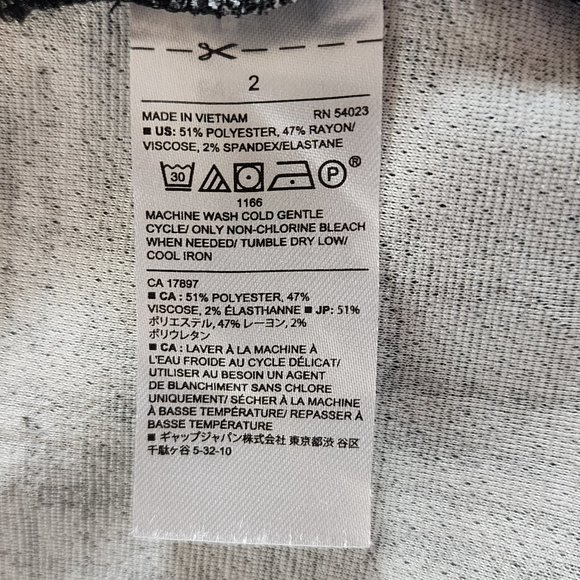 2
MADE IN VIETNAM RN 54023
■ US: 51% POLYESTER, 47% RAYON/
VISCOSE, 2% SPANDEX/ELASTANE
30 P ®
1166
MACHINE WASH COLD GENTLE
CYCLE/ ONLY NON-CHLORINE BLEACH
WHEN NEEDED/ TUMBLE DRY LOW/
COOL IRON
CA 17897
■ CA : 51% POLYESTER, 47%
VISCOSE, 2% ÉLASTHANNE ■ JP: 51%
ポリエステル, 47% レーヨン, 2%
ポリウレタン
■ CA : LAVER À LA MACHINE À
L'EAU FROIDE AU CYCLE DÉLICAT/
UTILISER AU BESOIN UN AGENT
DE BLANCHIMENT SANS CHLORE
UNIQUEMENT/ SÉCHER À LA MACHINE
À BASSE TEMPÉRATURE/ REPASSER À
BASSE TEMPÉRATURE
■ ギャップジャパン株式会社 東京都渋 谷区
千駄ケ谷 5-32-10